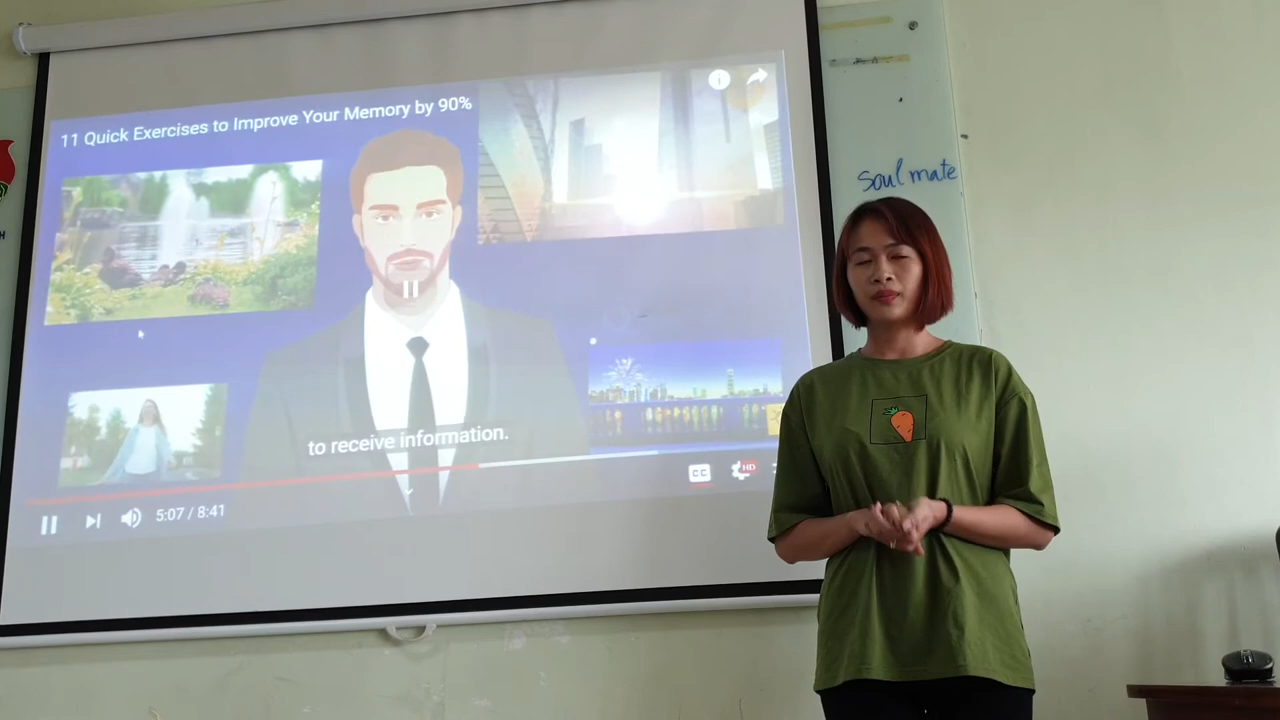 11 Quick Exercises to Improve Your Memory by 90%
soul mate
to receive information.
CC
HD
5:07 / 8:41
H